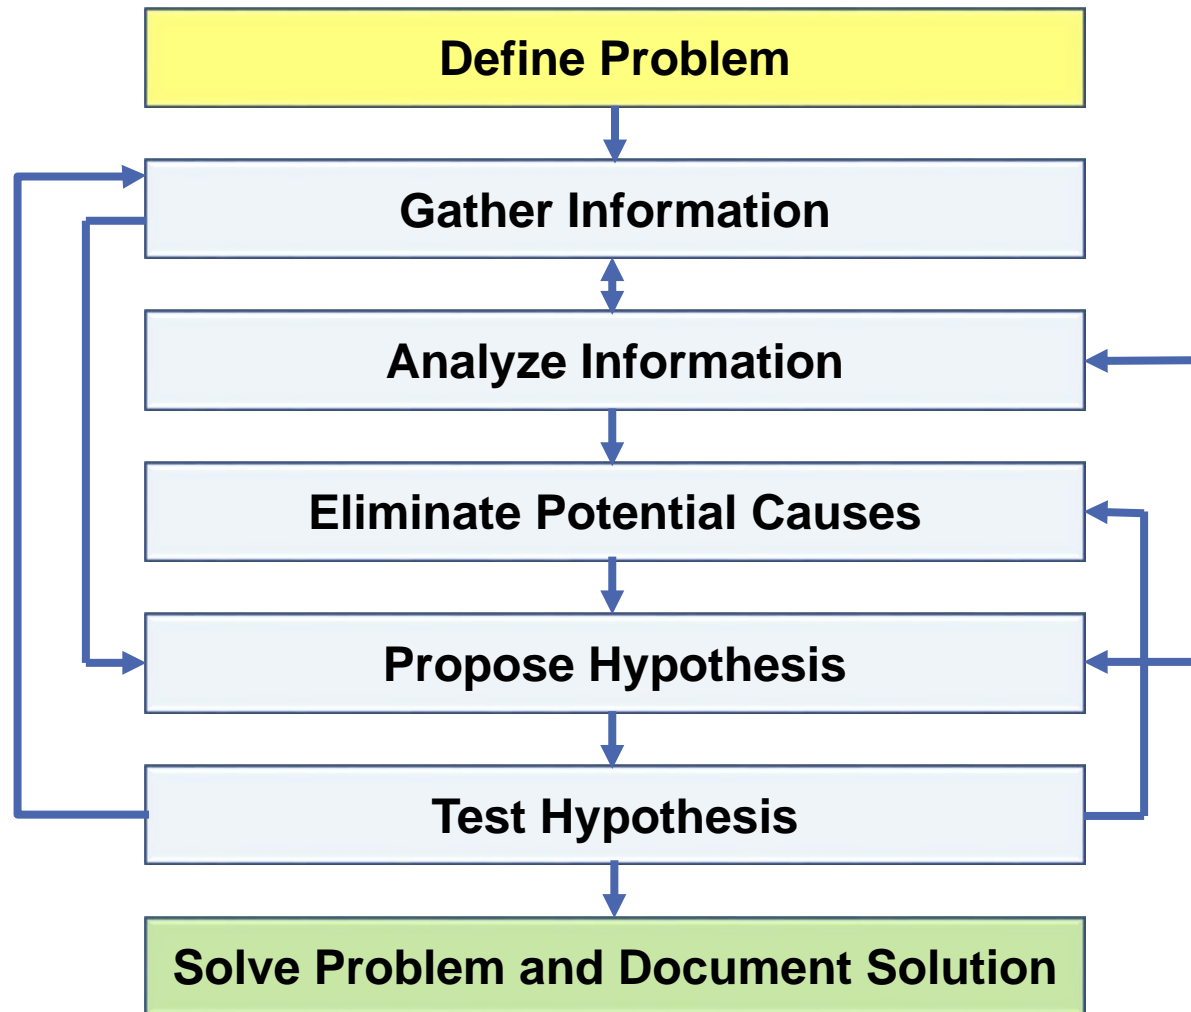 Define Problem
Gather Information
Analyze Information
Eliminate Potential Causes
Propose Hypothesis
Test Hypothesis
Solve Problem and Document Solution